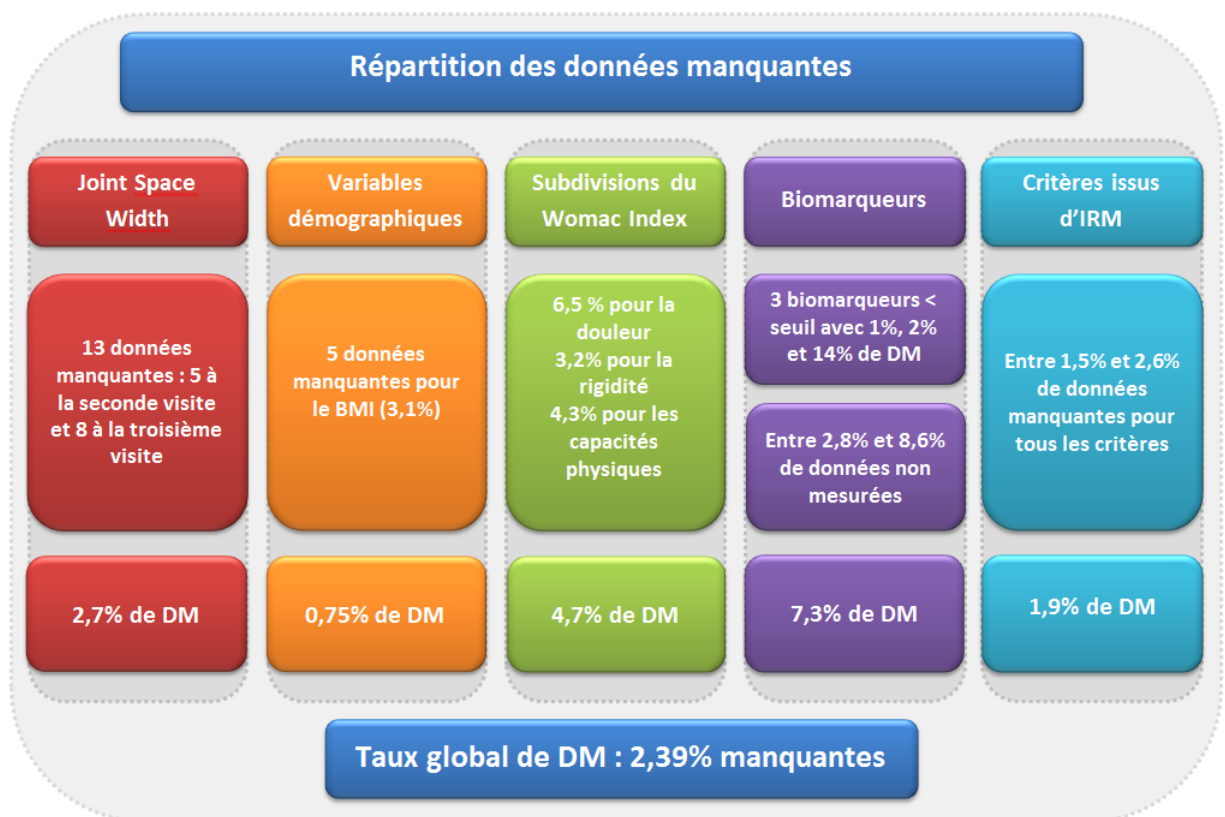 Répartition des données manquantes
Joint Space
Width
13 données
manquantes : 5 à
la seconde visite
et 8 à la troisième
visite
2,7% de DM
Variables
démographiques
5 données
manquantes pour
le BMI (3,1%)
0,75% de DM
Subdivisions du
Womac Index
6,5 % pour la
douleur
3,2% pour la
rigidité
4,3% pour les
capacités
physiques
4,7% de DM
Biomarqueurs
3 biomarqueurs <
seuil avec 1%, 2%
et 14% de DM
Entre 2,8% et 8,6%
de données non
mesurées
7,3% de DM
Critères issus
d'IRM
Entre 1,5% et 2,6%
de données
manquantes pour
tous les critères
1,9% de DM
Taux global de DM : 2,39% manquantes